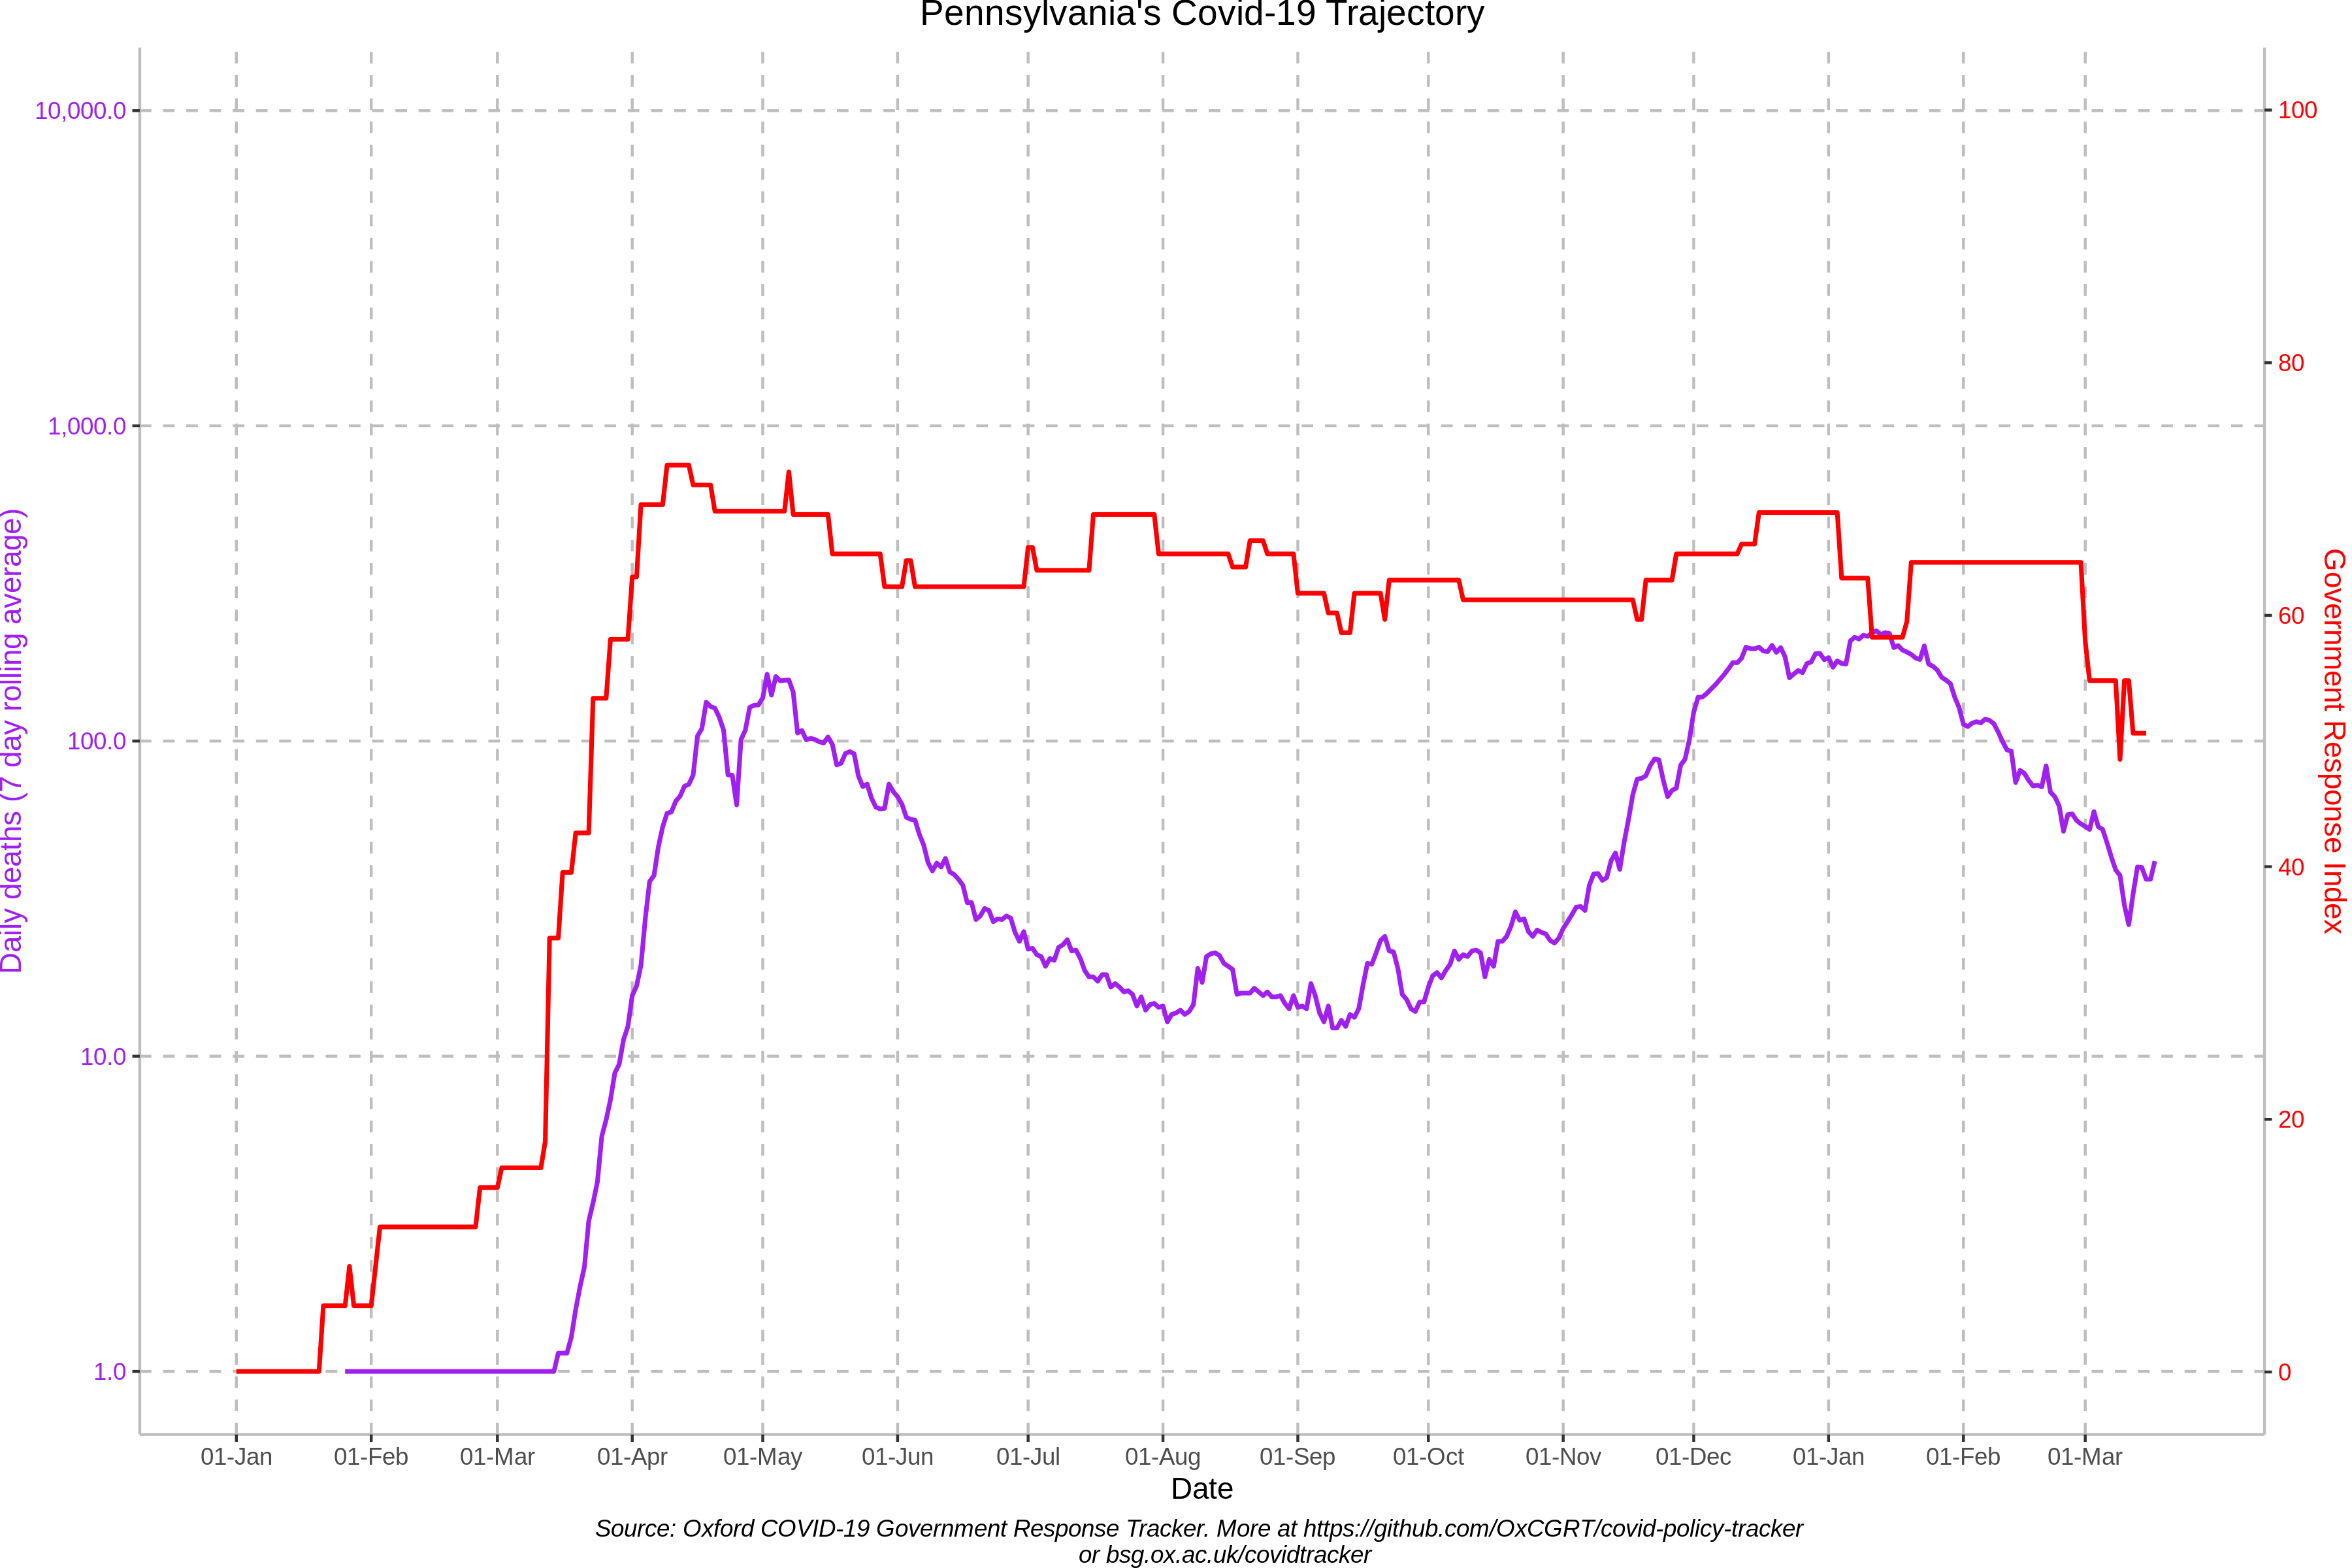 Pennsylvania's Covid-19 Trajectory
10,000.0
1,000.0
100.0
10.0
1.0
Daily deaths (7 day rolling average)
100
80
60
40
20
0
Government Response Index
01-Jan 01-Feb 01-Mar 01-Apr 01-May 01-Jun 01-Jul 01-Aug 01-Sep 01-Oct 01-Nov 01-Dec 01-Jan 01-Feb 01-Mar
Date
Source: Oxford COVID-19 Government Response Tracker. More at https://github.com/OxCGRT/covid-policy-tracker
or bsg.ox.ac.uk/covidtracker